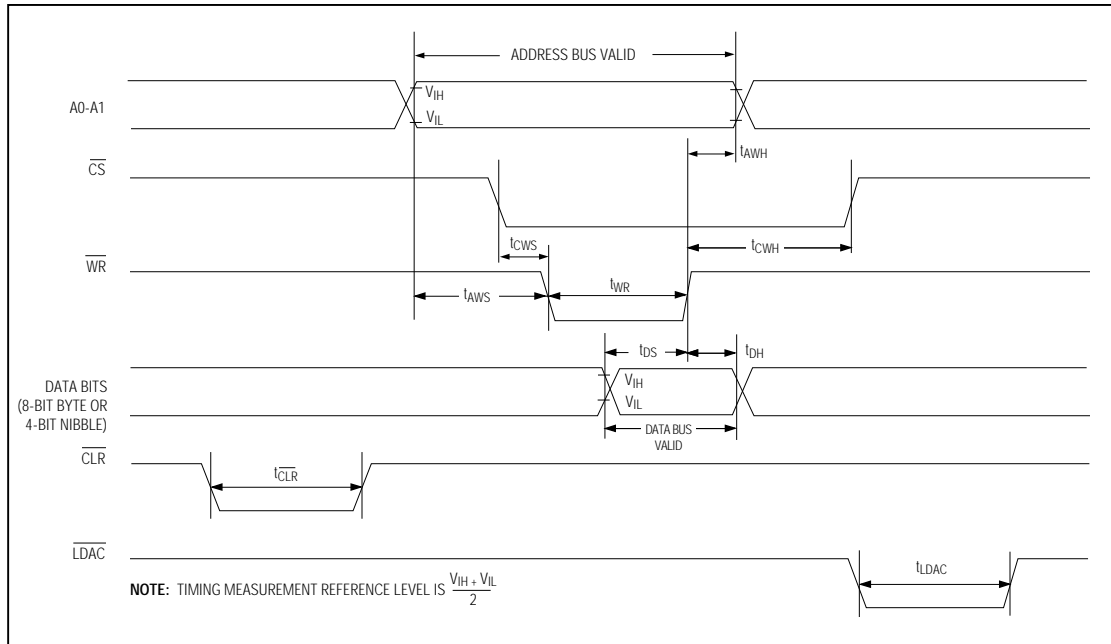 ADDRESS BUS VALID
A0-A1
VIH
VIL
tAWH
CS
tCWS
tCWH
WR
tAWS
tWR
tDS
tDH
DATA BITS
(8-BIT BYTE OR
4-BIT NIBBLE)
VIH
VIL
DATA BUS
VALID
CLR
tCLR
LDAC
tLDAC
NOTE: TIMING MEASUREMENT REFERENCE LEVEL IS VIH + VIL
2